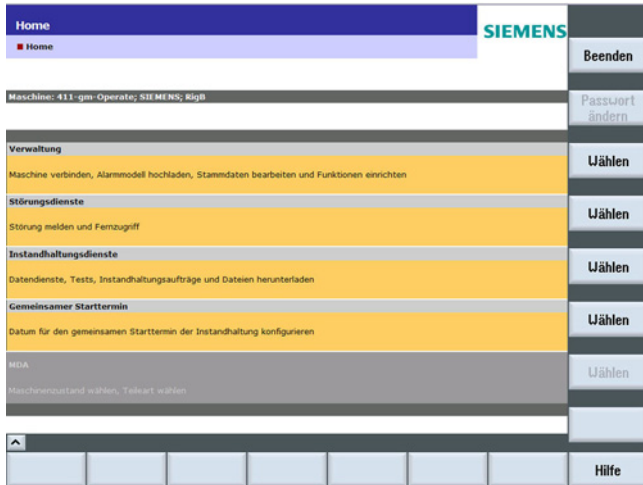 Home
SIEMENS
Home
Beenden
Maschine: 411-gm-Operate; SIEMENS; RigB
Passwort
ändern
Verwaltung
Wählen
Maschine verbinden, Alarmmodell hochladen, Stammdaten bearbeiten und Funktionen einrichten
Störungsdienste
Wählen
Störung melden und Fernzugriff
Instandhaltungsdienste
Wählen
Datendienste, Tests, Instandhaltungsaufträge und Dateien herunterladen
Gemeinsamer Starttermin
Wählen
Datum für den gemeinsamen Starttermin der Instandhaltung konfigurieren
MDA
Wählen
Maschinenzustand wählen, Teileart wählen
Hilfe